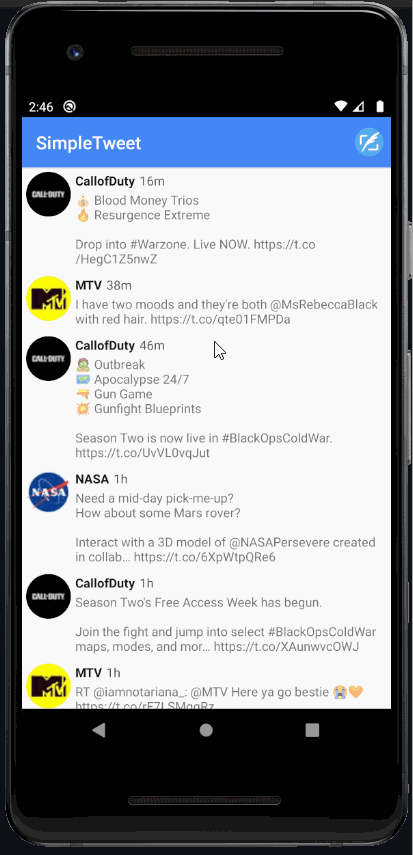 2:46
SimpleTweet
CALL·DUTY
CallofDuty 16m
💰 Blood Money Trios
🔥 Resurgence Extreme
Drop into #Warzone. Live NOW. https://t.co
/HegC1Z5nwZ
MTV 38m
I have two moods and they're both @MsRebeccaBlack
with red hair. https://t.co/qte01FMPDa
CALL·DUTY
CallofDuty 46m
🧟 Outbreak
🗺️ Apocalypse 24/7
🔫 Gun Game
💥 Gunfight Blueprints
Season Two is now live in #BlackOpsColdWar.
https://t.co/UvVL0vqJut
NASA
NASA 1h
Need a mid-day pick-me-up?
How about some Mars rover?
Interact with a 3D model of @NASAPersevere created
in collab… https://t.co/6XpWtpQRe6
CALL·DUTY
CallofDuty 1h
Season Two's Free Access Week has begun.
Join the fight and jump into select #BlackOpsColdWar
maps, modes, and mor… https://t.co/XAunwvcOWJ
MTV 1h
RT @iamnotariana_: @MTV Here ya go bestie 😭🧡